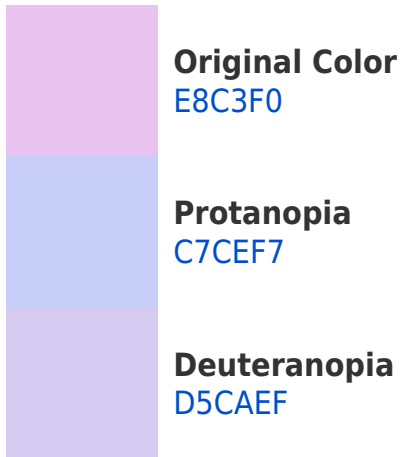 Original Color
E8C3F0
Protanopia
C7CEF7
Deuteranopia
D5CAEF